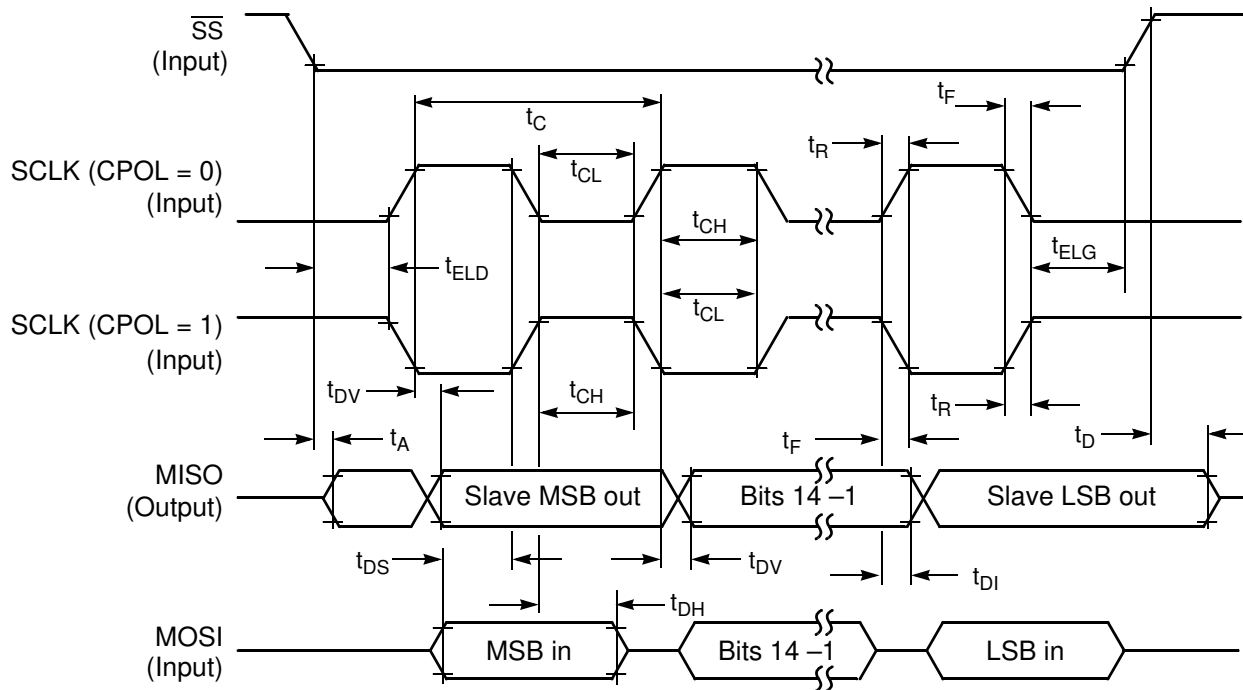 SS
(Input)
tF
tC
tR
SCLK (CPOL = 0)
(Input)
tCL
tCH
tELG
tELD
SCLK (CPOL = 1)
(Input)
tCL
tDV
tCH
tR
tA
tF
tD
MISO
(Output)
Slave MSB out
Bits 14 –1
Slave LSB out
tDS
tDV
tDI
tDH
MOSI
(Input)
MSB in
Bits 14 –1
LSB in